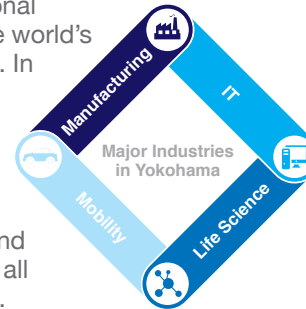 onal
e world's
. In
nd
all
.
Manufacturing
IT
Major Industries
in Yokohama
Mobility
Life Science